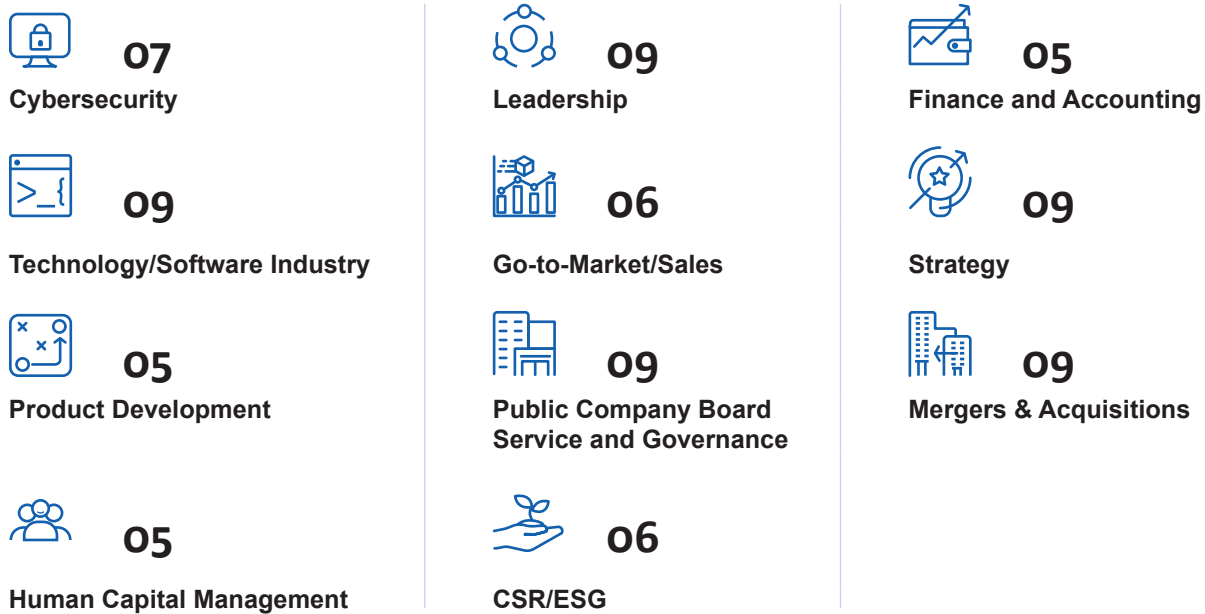 07
Cybersecurity
09
Technology/Software Industry
05
Product Development
05
Human Capital Management
09
Leadership
06
Go-to-Market/Sales
09
Public Company Board
Service and Governance
06
CSR/ESG
05
Finance and Accounting
09
Strategy
09
Mergers & Acquisitions